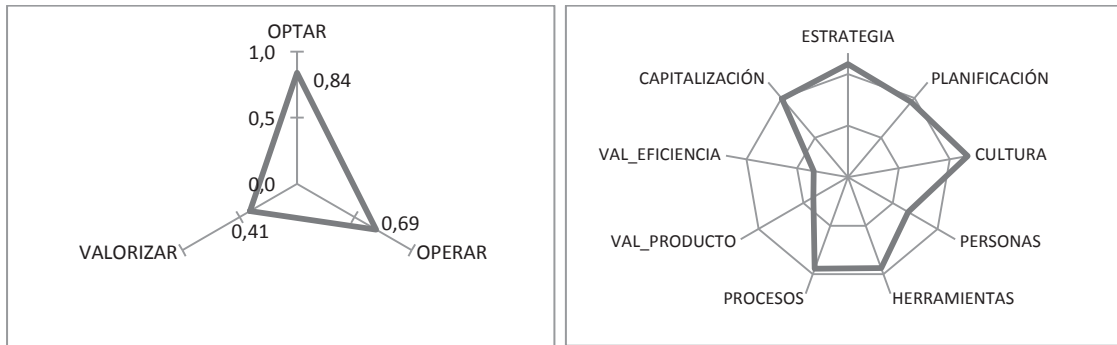 OPTAR
1,0
0,84
0,5
0,0
0,41
0,69
VALORIZAR
OPERAR
ESTRATEGIA
CAPITALIZACIÓN
PLANIFICACIÓN
VAL_EFICIENCIA
CULTURA
VAL_PRODUCTO
PERSONAS
PROCESOS
HERRAMIENTAS